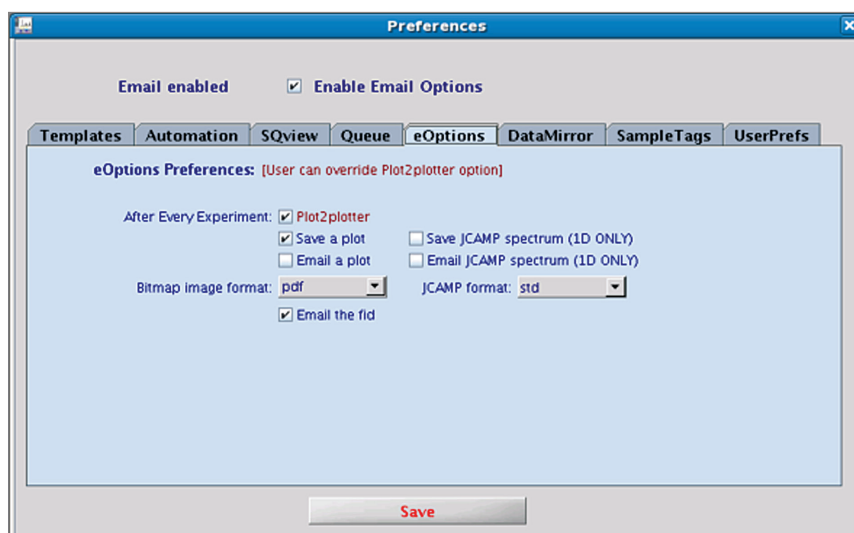 Preferences
Email enabled Enable Email Options
Templates Automation SQview Queue eOptions DataMirror SampleTags UserPrefs
eOptions Preferences: [User can override Plot2plotter option]
After Every Experiment: Plot2plotter
Save a plot Save JCAMP spectrum (1D ONLY)
Email a plot Email JCAMP spectrum (1D ONLY)
Bitmap image format: pdf JCAMP format: std
Email the fid
Save